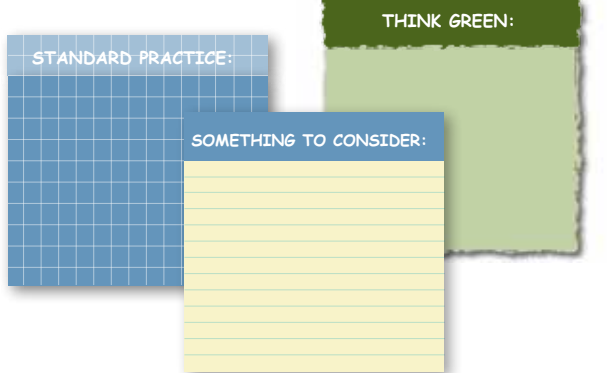 THINK GREEN:
STANDARD PRACTICE:
SOMETHING TO CONSIDER: